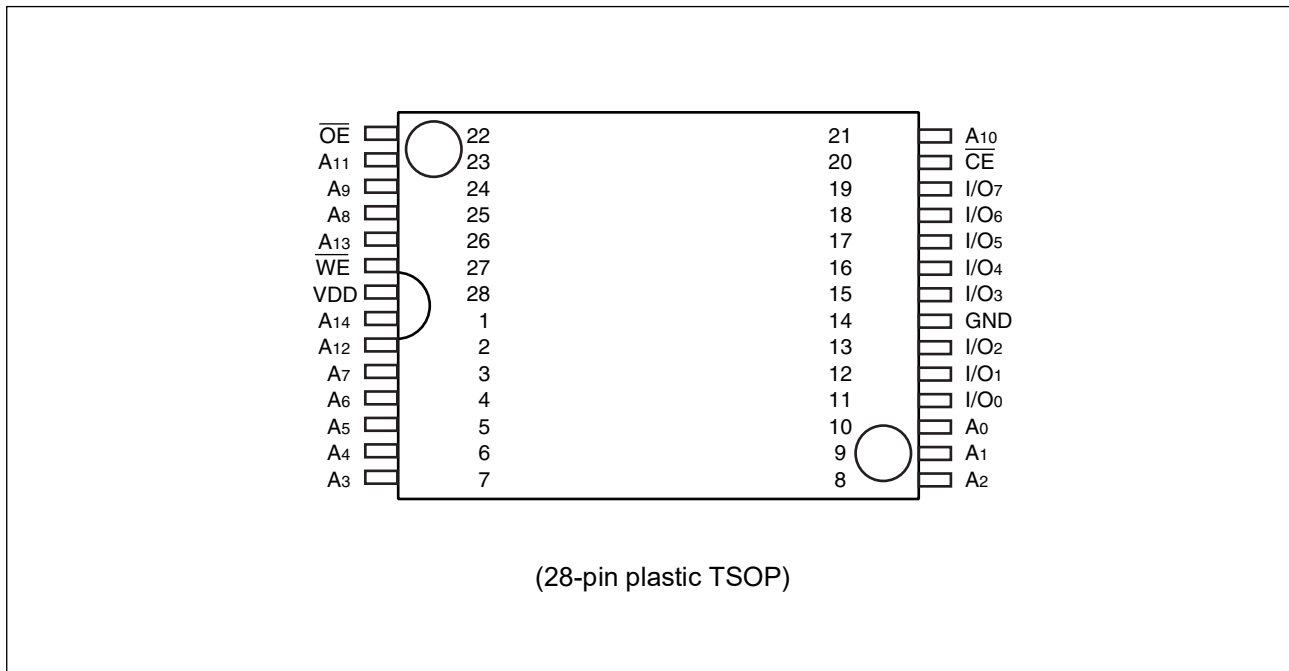 O̅E̅ 22 21 A10
A11 23 20 C̅E̅
A9 24 19 I/O7
A8 25 18 I/O6
A13 26 17 I/O5
W̅E̅ 27 16 I/O4
VDD 28 15 I/O3
A14 1 14 GND
A12 2 13 I/O2
A7 3 12 I/O1
A6 4 11 I/O0
A5 5 10 A0
A4 6 9 A1
A3 7 8 A2
(28-pin plastic TSOP)